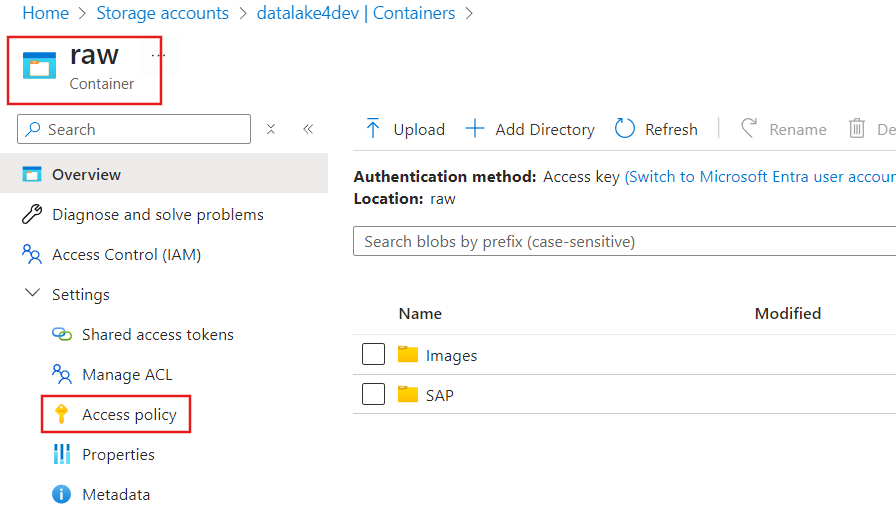 Home > Storage accounts > datalake4dev | Containers >
raw ...
Container
Search
Overview
Diagnose and solve problems
Access Control (IAM)
Settings
Shared access tokens
Manage ACL
Access policy
Properties
Metadata
Upload Add Directory Refresh Rename De
Authentication method: Access key (Switch to Microsoft Entra user accour
Location: raw
Search blobs by prefix (case-sensitive)
Name Modified
Images
SAP